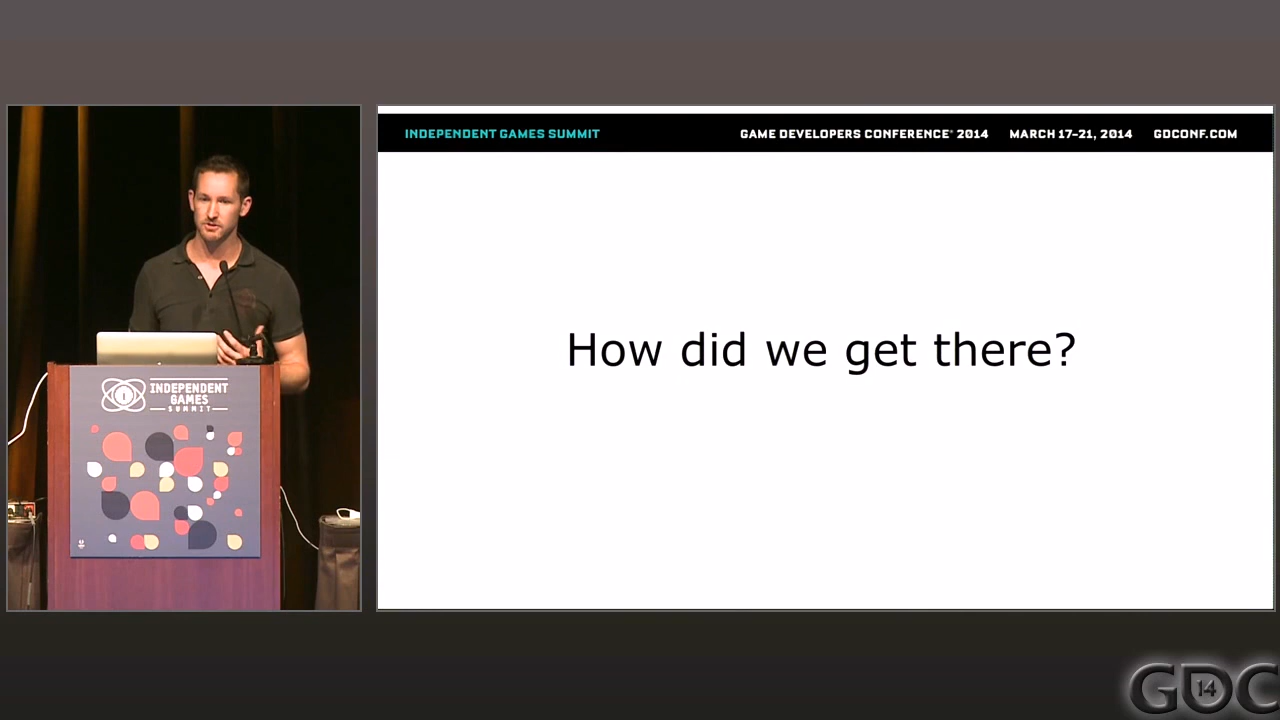 INDEPENDENT GAMES SUMMIT
GAME DEVELOPERS CONFERENCE® 2014
MARCH 17–21, 2014
GDCONF.COM
How did we get there?
INDEPENDENT
GAMES
SUMMIT
GDC
14